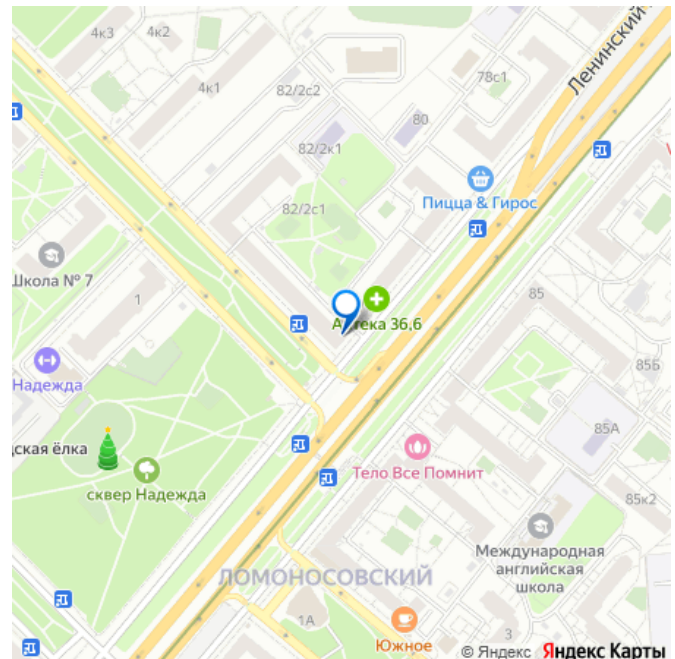 4к3
4к2
4к1
82/2с2
78с1
Ленинский
80
82/2к1
Пицца & Гирос
82/2с1
Школа № 7
1
85
Аптека 36,6
Надежда
85Б
дская ёлка
85А
Тело Все Помнит
сквер Надежда
85к2
Международная
английская
школа
ЛОМОНОСОВСКИЙ
1А
Южное
3
© Яндекс Яндекс Карты